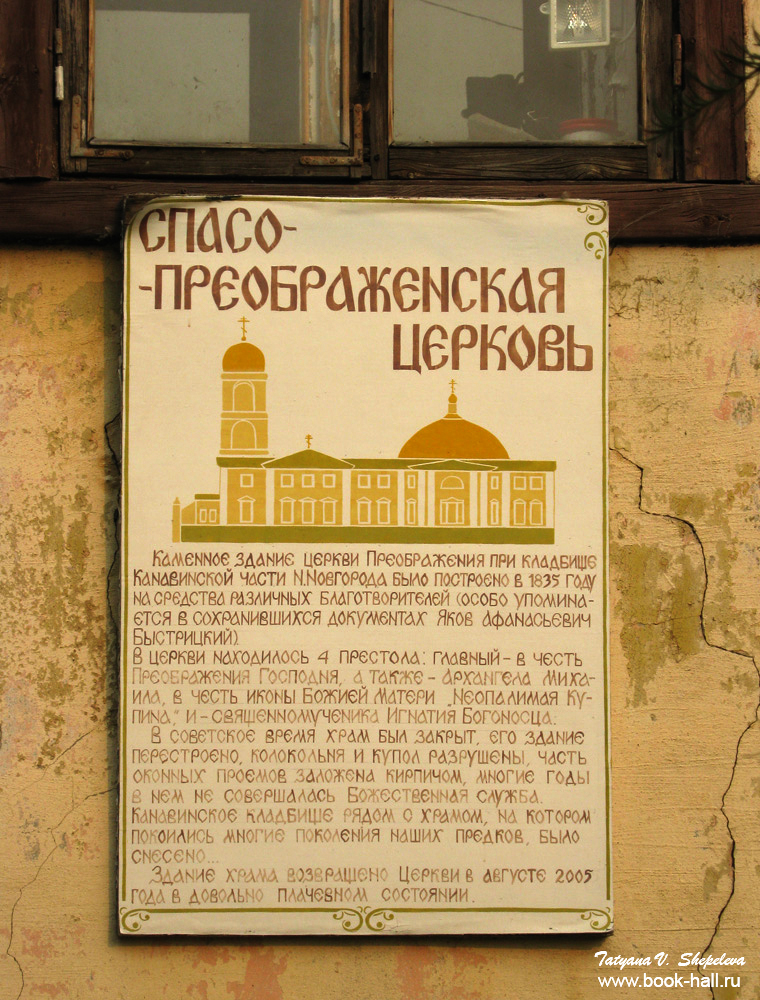 СПАСО-
-ПРЕОБРАЖЕНСКАЯ
ЦЕРКОВЬ
Каменное здание церкви Преображения при кладбище
Канавинской части Н.Новгорода было построено в 1835 году
на средства различных благотворителей (особо упомина-
ется в сохранившихся документах Яков Афанасьевич
Быстрицкий)
В церкви находилось 4 престола: главный - в честь
Преображения Господня, а также - Архангела Миха-
ила, в честь иконы Божией Матери „Неопалимая Ку-
пина," и - священномученика Игнатия Богоносца.
В советское время храм был закрыт, его здание
перестроено, колокольня и купол разрушены, часть
оконных проемов заложена кирпичом, многие годы
в нем не совершалась Божественная служба.
Канавинское кладбище рядом с храмом, на котором
покоились многие поколения наших предков, было
снесено...
Здание храма возвращено Церкви в августе 2005
года в довольно плачевном состоянии.
Tatyana V. Shepeleva
www.book-hall.ru